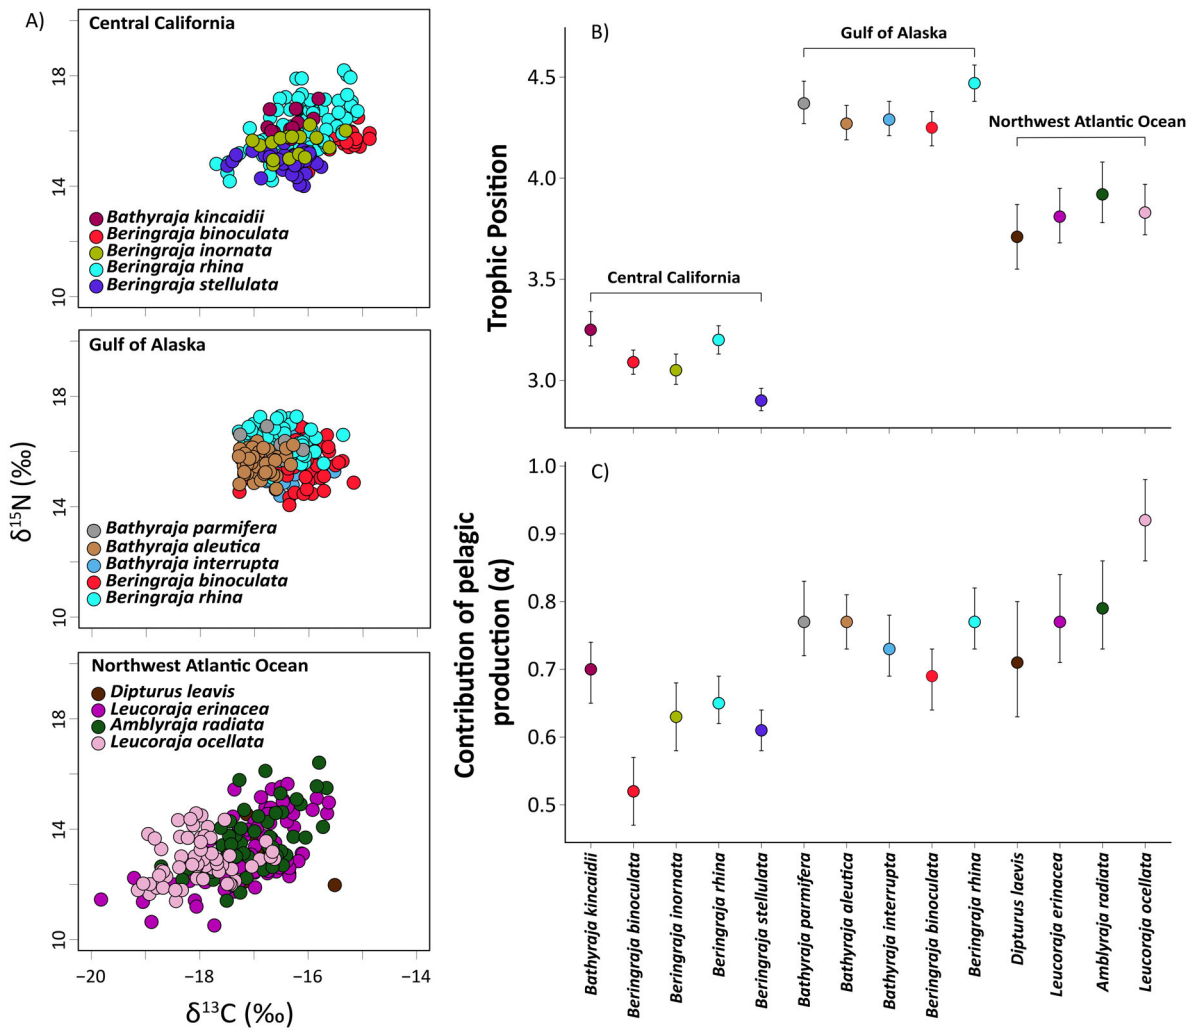 A)
Central California
18
14
10
Bathyraja kincaidii
Beringraja binoculata
Beringraja inornata
Beringraja rhina
Beringraja stellulata
Gulf of Alaska
18
14
10
Bathyraja parmifera
Bathyraja aleutica
Bathyraja interrupta
Beringraja binoculata
Beringraja rhina
Northwest Atlantic Ocean
Dipturus leavis
Leucoraja erinacea
Amblyraja radiata
Leucoraja ocellata
18
14
10
−20
−18
−16
−14
δ15N (‰)
δ13C (‰)
B)
Gulf of Alaska
Northwest Atlantic Ocean
Central California
4.5
4.0
3.5
3.0
Trophic Position
C)
1.0
0.9
0.8
0.7
0.6
0.5
Contribution of pelagic
production (α)
Bathyraja kincaidii
Beringraja binoculata
Beringraja inornata
Beringraja rhina
Beringraja stellulata
Bathyraja parmifera
Bathyraja aleutica
Bathyraja interrupta
Beringraja binoculata
Beringraja rhina
Dipturus laevis
Leucoraja erinacea
Amblyraja radiata
Leucoraja ocellata